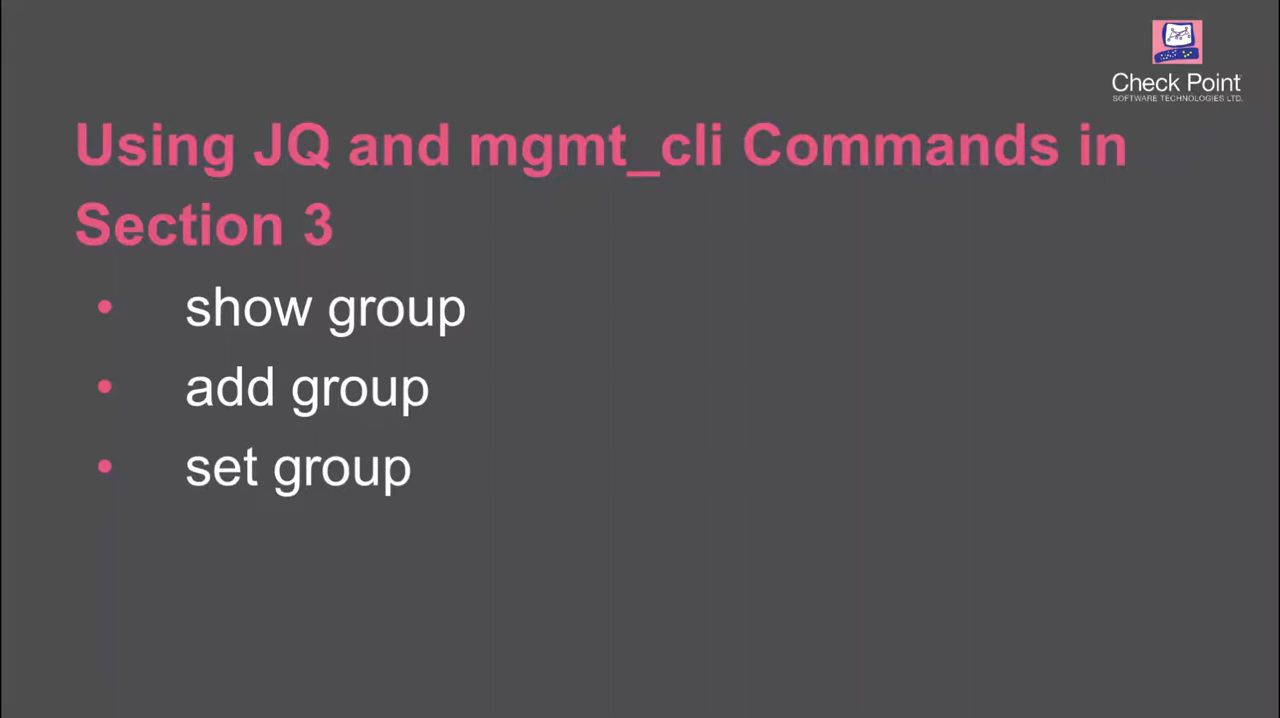 Check Point
SOFTWARE TECHNOLOGIES LTD.
Using JQ and mgmt_cli Commands in
Section 3
• show group
• add group
• set group